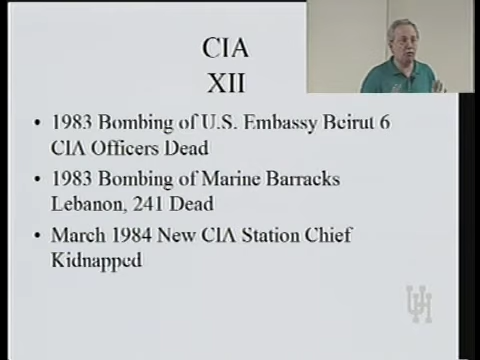 CIA
XII
• 1983 Bombing of U.S. Embassy Beirut 6
CIA Officers Dead
• 1983 Bombing of Marine Barracks
Lebanon, 241 Dead
• March 1984 New CIA Station Chief
Kidnapped
UH